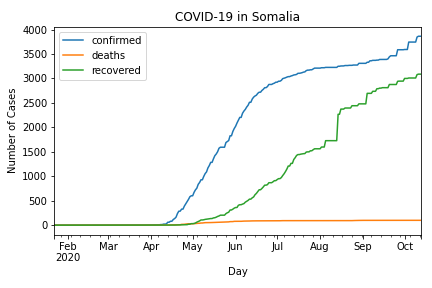 COVID-19 in Somalia
confirmed
deaths
recovered
Number of Cases
4000
3500
3000
2500
2000
1500
1000
500
0
Feb Mar Apr May Jun Jul Aug Sep Oct
2020
Day